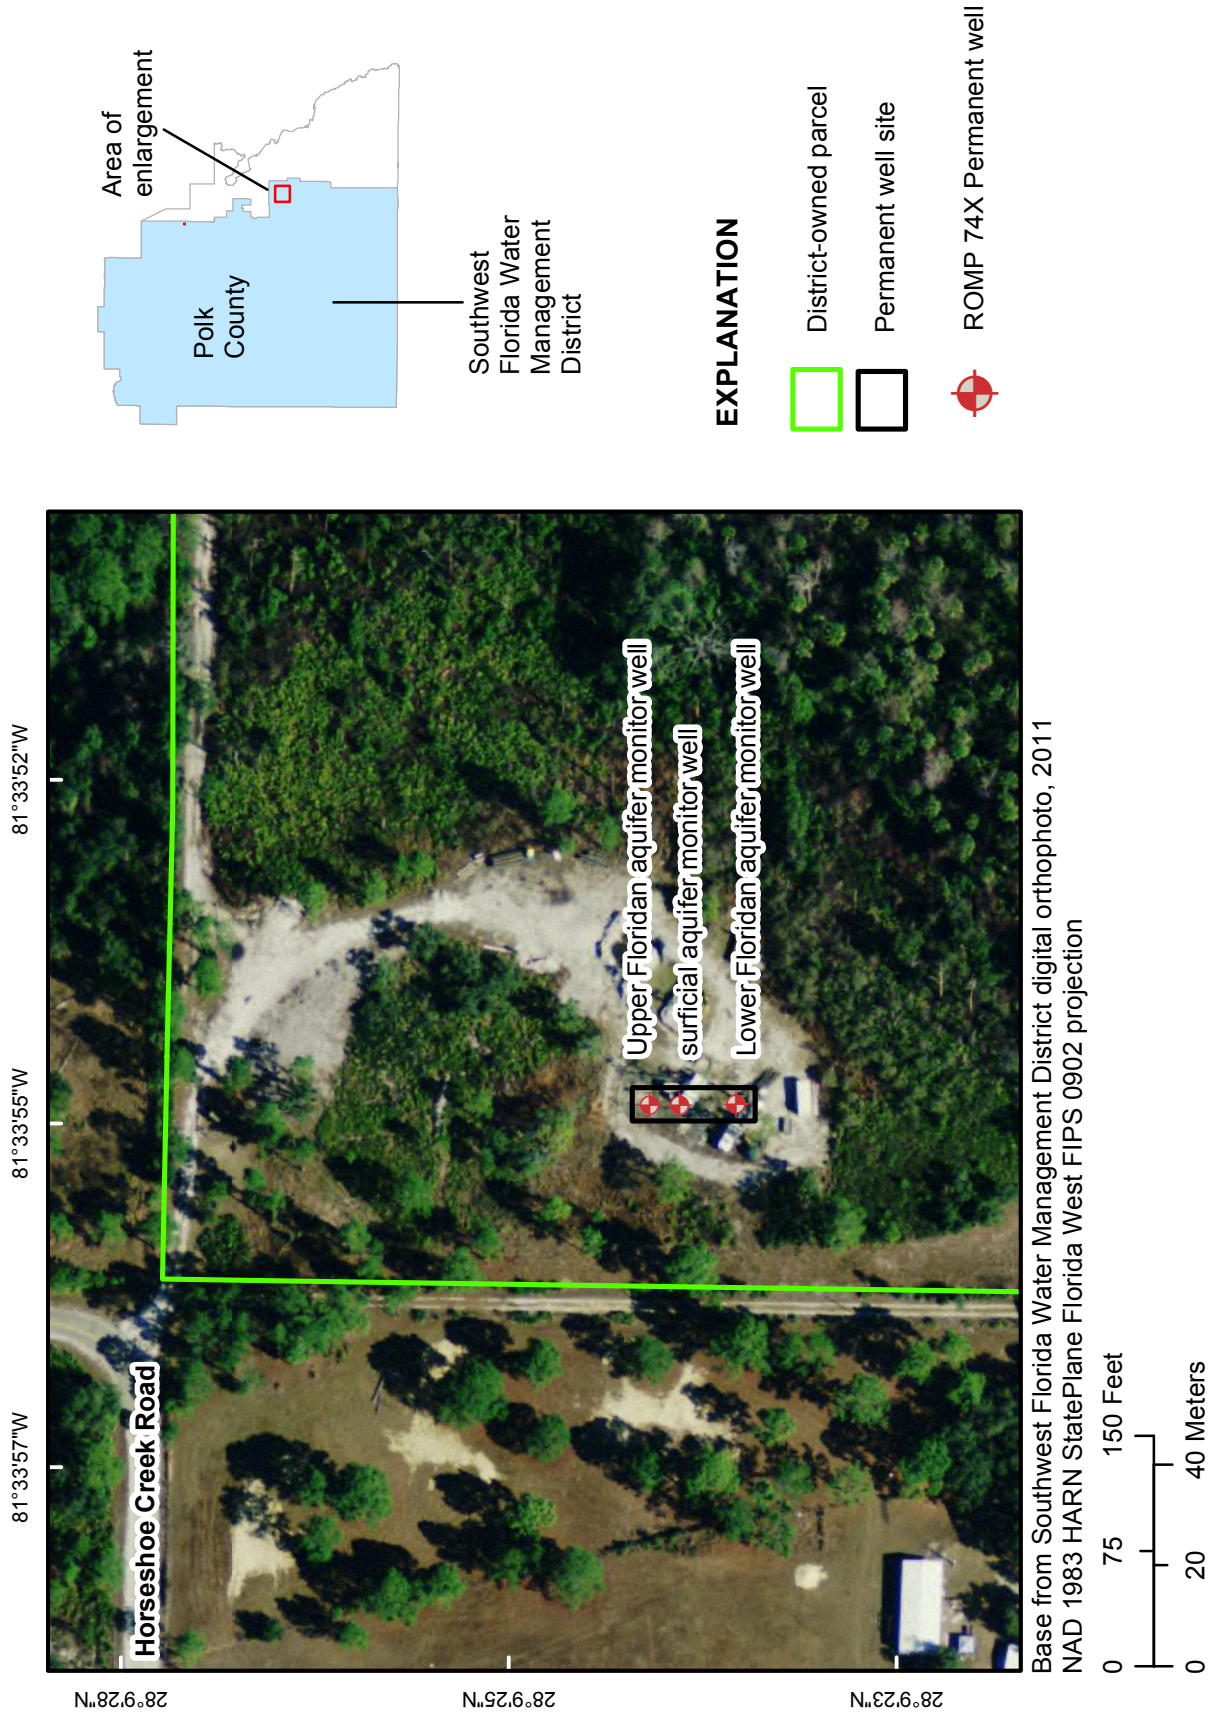 81°33'57"W
81°33'55"W
81°33'52"W
28°9'28"N
28°9'25"N
28°9'23"N
Horseshoe Creek Road
Upper Floridan aquifer monitor well
surficial aquifer monitor well
Lower Floridan aquifer monitor well
Base from Southwest Florida Water Management District digital orthophoto, 2011
NAD 1983 HARN StatePlane Florida West FIPS 0902 projection
0 75 150 Feet
0 20 40 Meters
Area of
enlargement
Polk
County
Southwest
Florida Water
Management
District
EXPLANATION
District-owned parcel
Permanent well site
ROMP 74X Permanent well